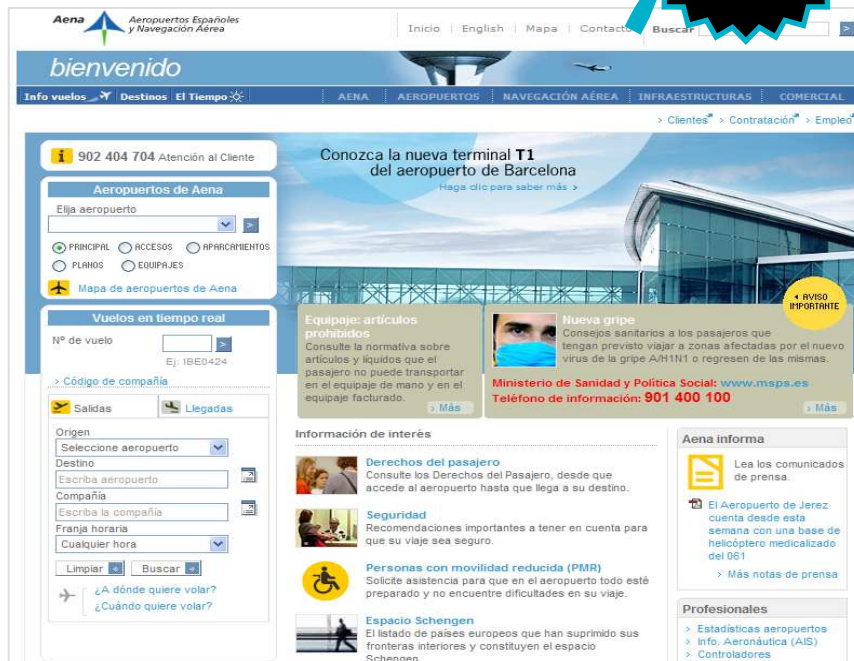 Aena
Aeropuertos Españoles
y Navegación Aérea
Inicio | English | Mapa | Contacto
Buscar
bienvenido
Info vuelos Destinos El Tiempo
AENA AEROPUERTOS NAVEGACIÓN AÉREA INFRAESTRUCTURAS COMERCIAL
> Clientes > Contratación > Empleo
i 902 404 704 Atención al Cliente
Aeropuertos de Aena
Elija aeropuerto
PRINCIPAL ACCESOS APARCAMIENTOS
PLANOS EQUIPAJES
Mapa de aeropuertos de Aena
Vuelos en tiempo real
Nº de vuelo
Ej: IBE0424
> Código de compañía
Salidas Llegadas
Origen
Seleccione aeropuerto
Destino
Escriba aeropuerto
Compañía
Escriba la compañía
Franja horaria
Cualquier hora
Limpiar Buscar
¿A dónde quiere volar?
¿Cuándo quiere volar?
Conozca la nueva terminal T1
del aeropuerto de Barcelona
Haga clic para saber más >
AVISO
IMPORTANTE
Equipaje: artículos
prohibidos
Consulte la normativa sobre
artículos y líquidos que el
pasajero no puede transportar
en el equipaje de mano y en el
equipaje facturado.
> Más
Nueva gripe
Consejos sanitarios a los pasajeros que
tengan previsto viajar a zonas afectadas por el nuevo
virus de la gripe A/H1N1 o regresen de las mismas.
Ministerio de Sanidad y Política Social: www.msps.es
Teléfono de información: 901 400 100
> Más
Información de interés
Derechos del pasajero
Consulte los Derechos del Pasajero, desde que
accede al aeropuerto hasta que llega a su destino.
Seguridad
Recomendaciones importantes a tener en cuenta para
que su viaje sea seguro.
Personas con movilidad reducida (PMR)
Solicite asistencia para que en el aeropuerto todo esté
preparado y no encuentre dificultades en su viaje.
Espacio Schengen
El listado de países europeos que han suprimido sus
fronteras interiores y constituyen el espacio
Schengen
Aena informa
Lea los comunicados
de prensa.
El Aeropuerto de Jerez
cuenta desde esta
semana con una base de
helicóptero medicalizado
del 061
> Más notas de prensa
Profesionales
> Estadísticas aeropuertos
> Info. Aeronáutica (AIS)
> Controladores